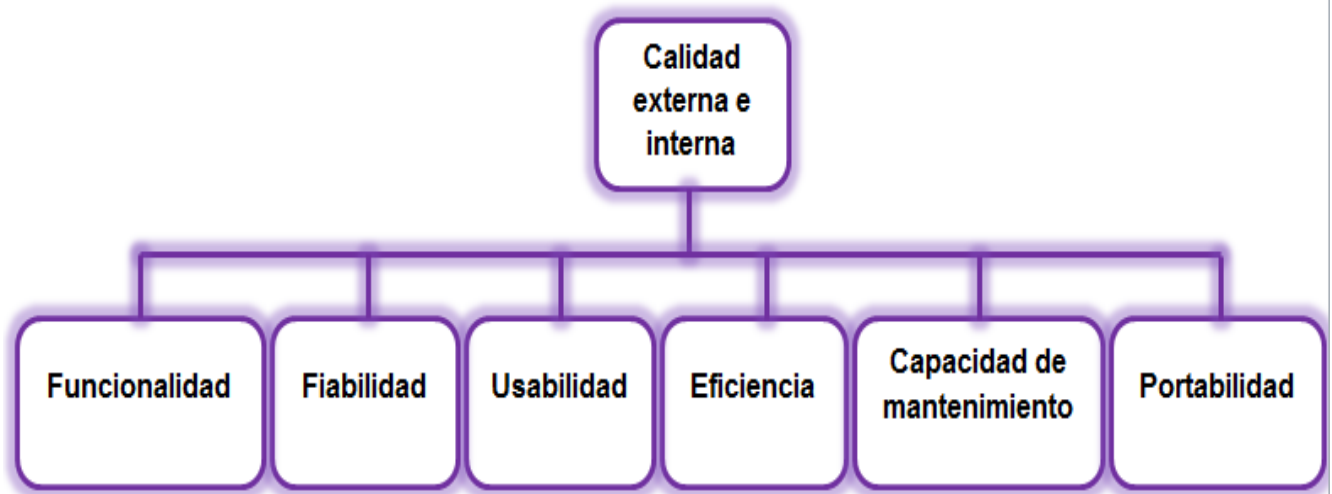 Calidad
externa e
interna
Funcionalidad
Fiabilidad
Usabilidad
Eficiencia
Capacidad de
mantenimiento
Portabilidad